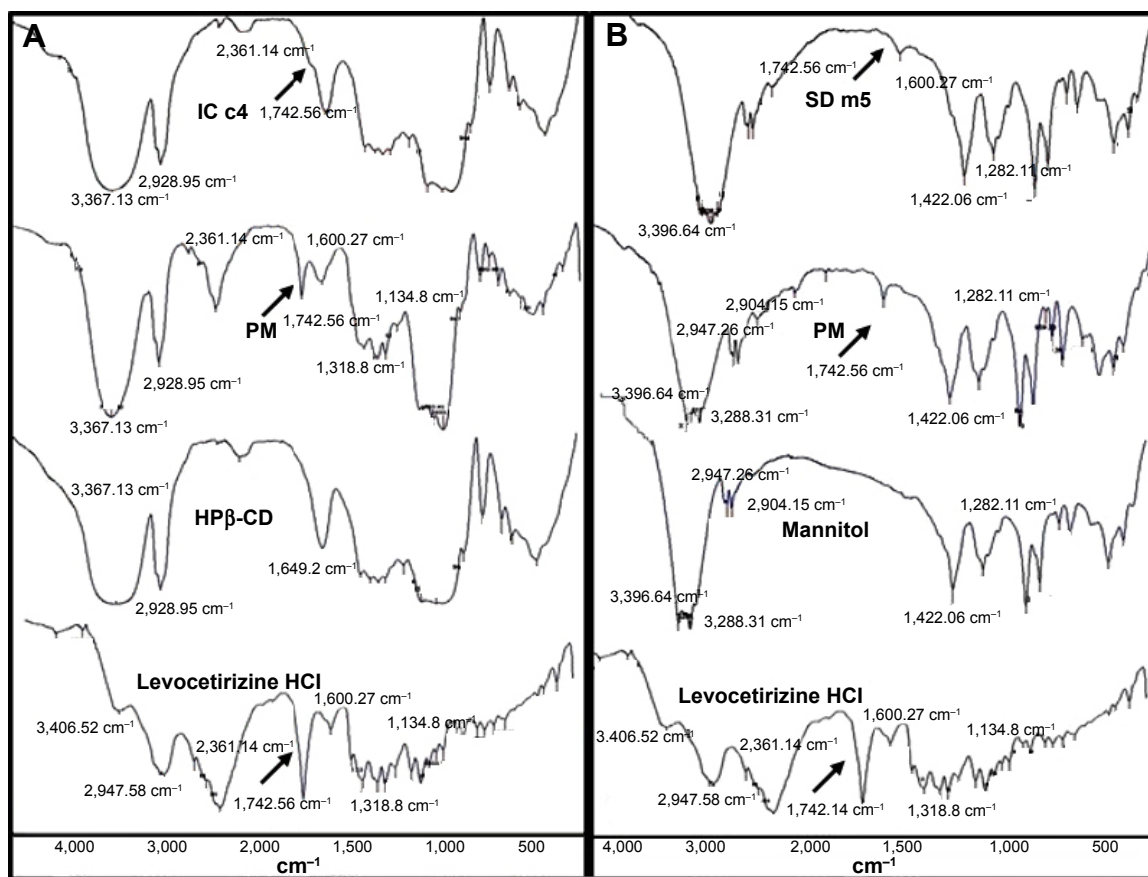 A
2,361.14 cm⁻¹
IC c4
1,742.56 cm⁻¹
2,928.95 cm⁻¹
3,367.13 cm⁻¹
2,361.14 cm⁻¹
1,600.27 cm⁻¹
1,134.8 cm⁻¹
PM
1,742.56 cm⁻¹
1,318.8 cm⁻¹
2,928.95 cm⁻¹
3,367.13 cm⁻¹
3,367.13 cm⁻¹
HPβ-CD
1,649.2 cm⁻¹
2,928.95 cm⁻¹
Levocetirizine HCl
1,600.27 cm⁻¹
3,406.52 cm⁻¹
1,134.8 cm⁻¹
2,361.14 cm⁻¹
2,947.58 cm⁻¹
1,742.56 cm⁻¹
1,318.8 cm⁻¹
4,000 3,000 2,000 1,500 1,000 500
cm⁻¹
B
1,742.56 cm⁻¹
1,600.27 cm⁻¹
SD m5
1,282.11 cm⁻¹
1,422.06 cm⁻¹
3,396.64 cm⁻¹
2,904.15 cm⁻¹
1,282.11 cm⁻¹
2,947.26 cm⁻¹
PM
1,742.56 cm⁻¹
3,396.64 cm⁻¹
1,422.06 cm⁻¹
3,288.31 cm⁻¹
2,947.26 cm⁻¹
2,904.15 cm⁻¹
1,282.11 cm⁻¹
Mannitol
3,396.64 cm⁻¹
3,288.31 cm⁻¹
1,422.06 cm⁻¹
Levocetirizine HCl
1,600.27 cm⁻¹
3,406.52 cm⁻¹
1,134.8 cm⁻¹
2,361.14 cm⁻¹
2,947.58 cm⁻¹
1,742.14 cm⁻¹
1,318.8 cm⁻¹
4,000 3,000 2,000 1,500 1,000 500
cm⁻¹